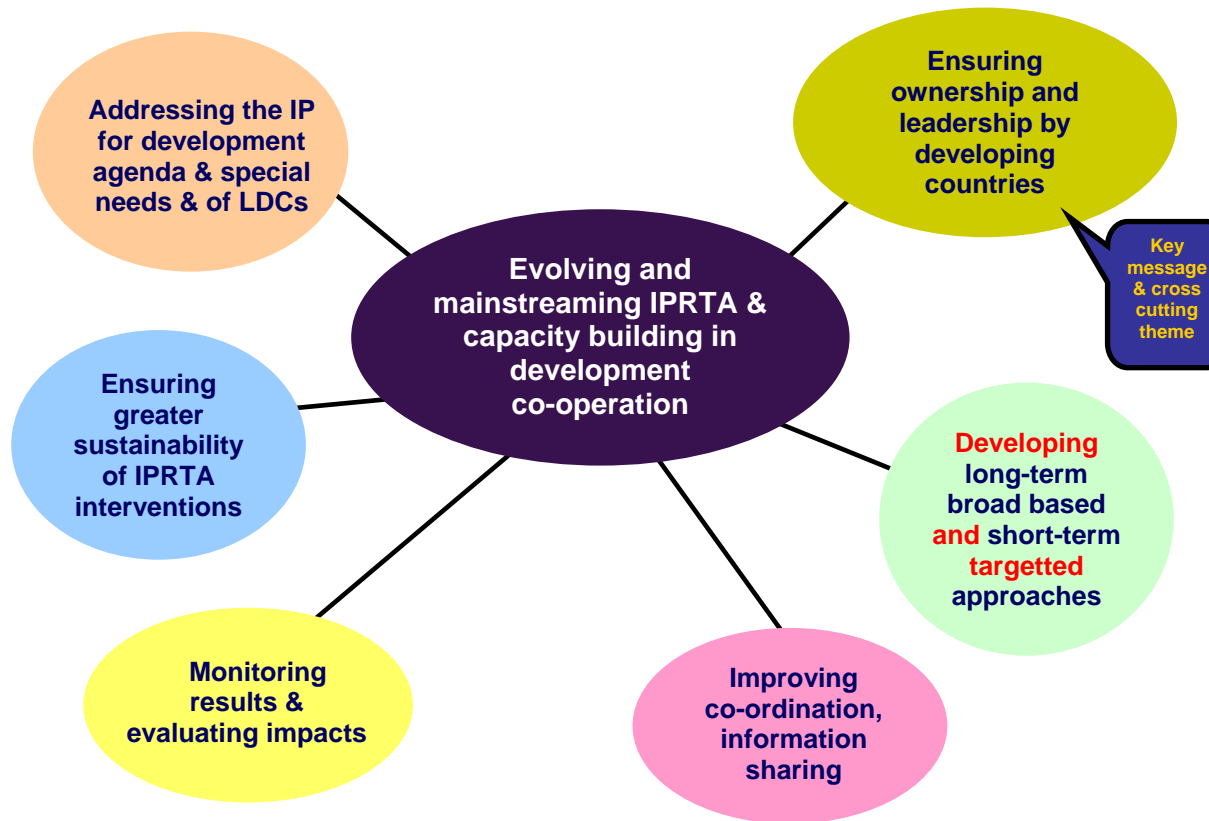 Addressing the IP
for development
agenda & special
needs & of LDCs
Ensuring
ownership and
leadership by
developing
countries
Key
message
& cross
cutting
theme
Evolving and
mainstreaming IPRTA &
capacity building in
development
co-operation
Ensuring
greater
sustainability
of IPRTA
interventions
Developing
long-term
broad based
and short-term
targetted
approaches
Monitoring
results &
evaluating impacts
Improving
co-ordination,
information
sharing